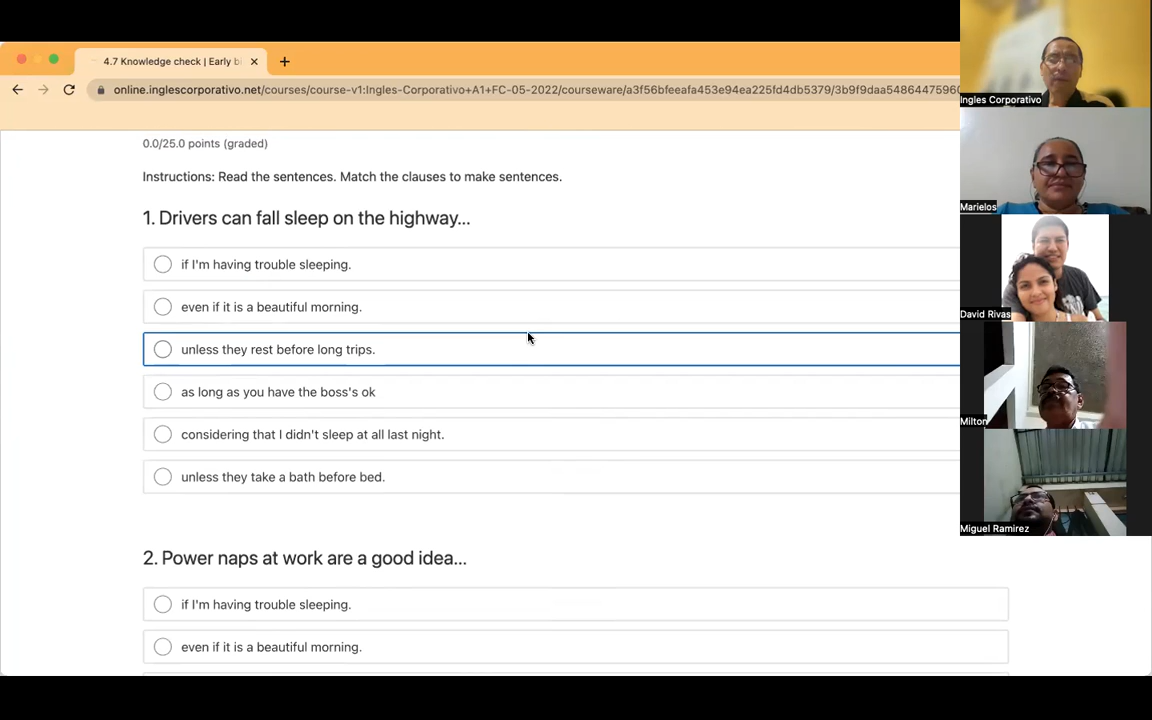 4.7 Knowledge check | Early bi
online.inglescorporativo.net/courses/course-v1:Ingles-Corporativo+A1+FC-05-2022/courseware/a3f56bfeeafa453e94ea225fd4db5379/3b9f9daa54864475960
0.0/25.0 points (graded)
Instructions: Read the sentences. Match the clauses to make sentences.
1. Drivers can fall sleep on the highway...
if I'm having trouble sleeping.
even if it is a beautiful morning.
unless they rest before long trips.
as long as you have the boss's ok
considering that I didn't sleep at all last night.
unless they take a bath before bed.
2. Power naps at work are a good idea...
if I'm having trouble sleeping.
even if it is a beautiful morning.
Ingles Corporativo
Marielos
David Rivas
Milton
Miguel Ramirez